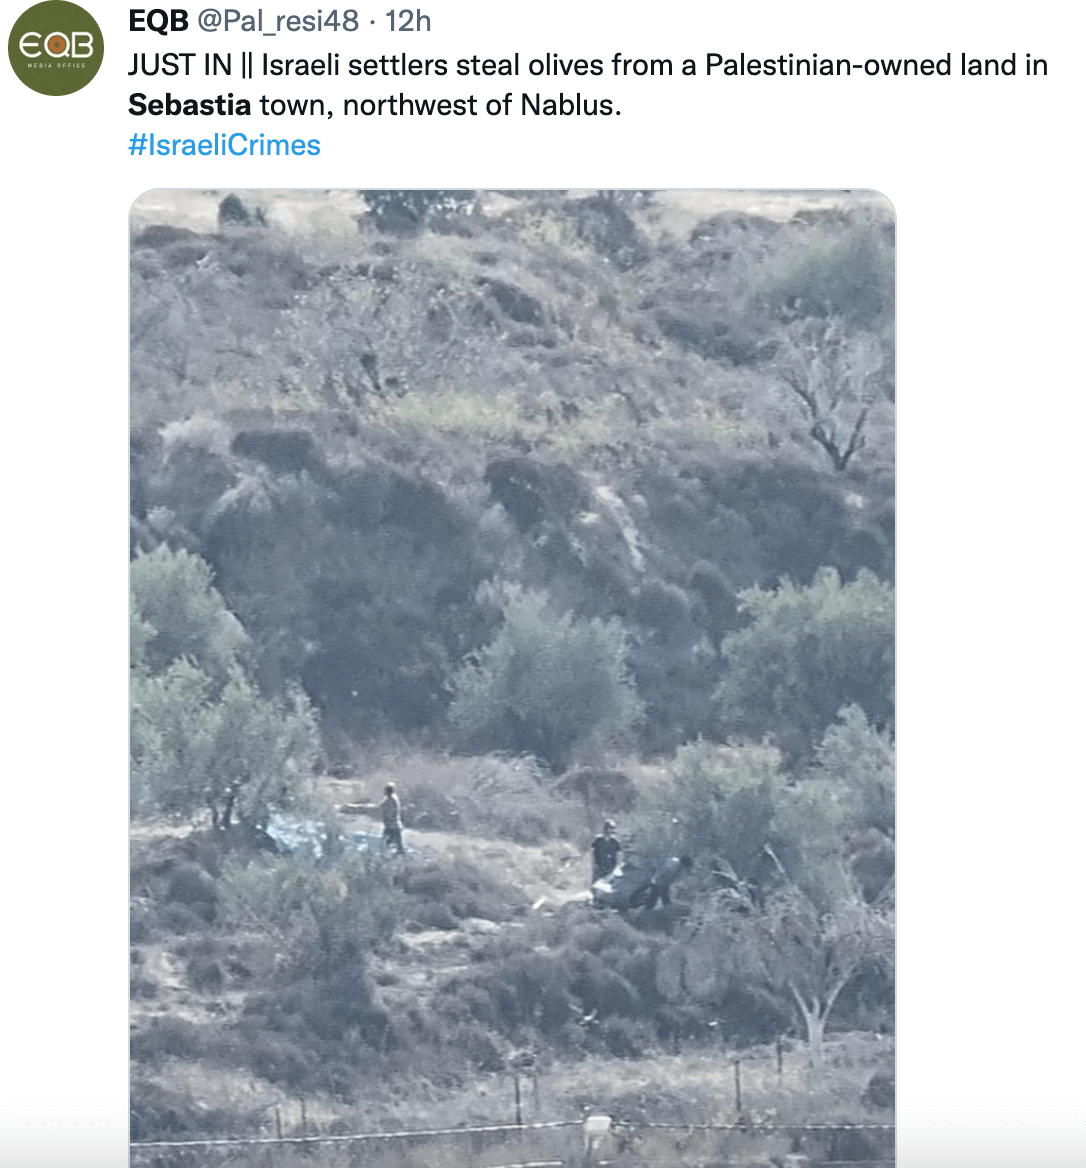 EQB
MEDIA OFFICE
EQB @Pal_resi48 · 12h
JUST IN || Israeli settlers steal olives from a Palestinian-owned land in
Sebastia town, northwest of Nablus.
#IsraeliCrimes